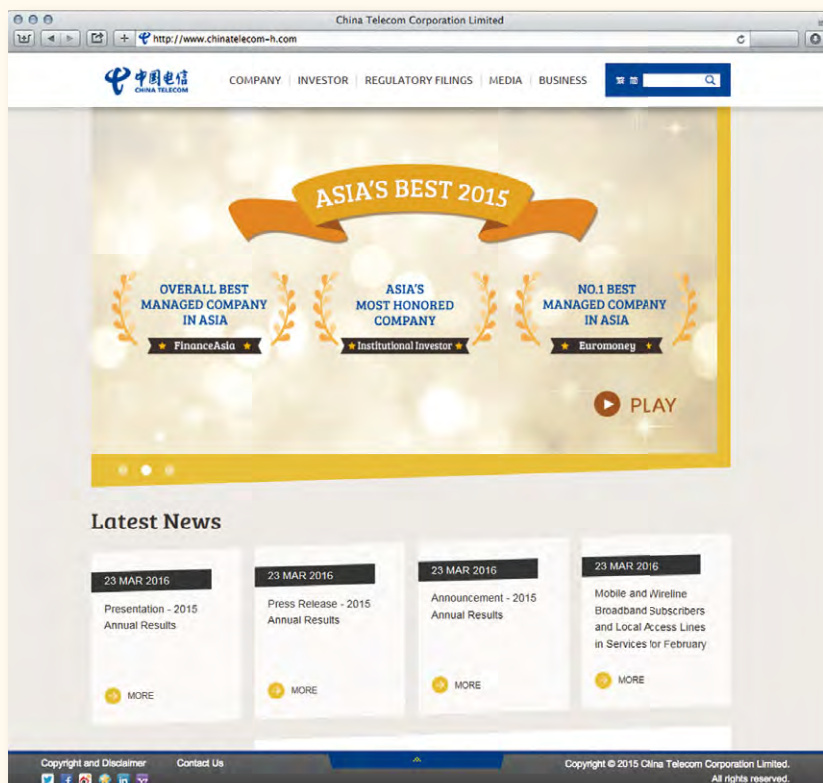 China Telecom Corporation Limited
http://www.chinatelecom-h.com
中国电信
CHINA TELECOM
COMPANY | INVESTOR | REGULATORY FILINGS | MEDIA | BUSINESS
繁 簡
ASIA'S BEST 2015
OVERALL BEST
MANAGED COMPANY
IN ASIA
FinanceAsia
ASIA'S
MOST HONORED
COMPANY
Institutional Investor
NO.1 BEST
MANAGED COMPANY
IN ASIA
Euromoney
PLAY
Latest News
23 MAR 2016
Presentation - 2015
Annual Results
MORE
23 MAR 2016
Press Release - 2015
Annual Results
MORE
23 MAR 2016
Announcement - 2015
Annual Results
MORE
23 MAR 2016
Mobile and Wireline
Broadband Subscribers
and Local Access Lines
in Services for February
MORE
Copyright and Disclaimer
Contact Us
Copyright © 2015 China Telecom Corporation Limited.
All rights reserved.